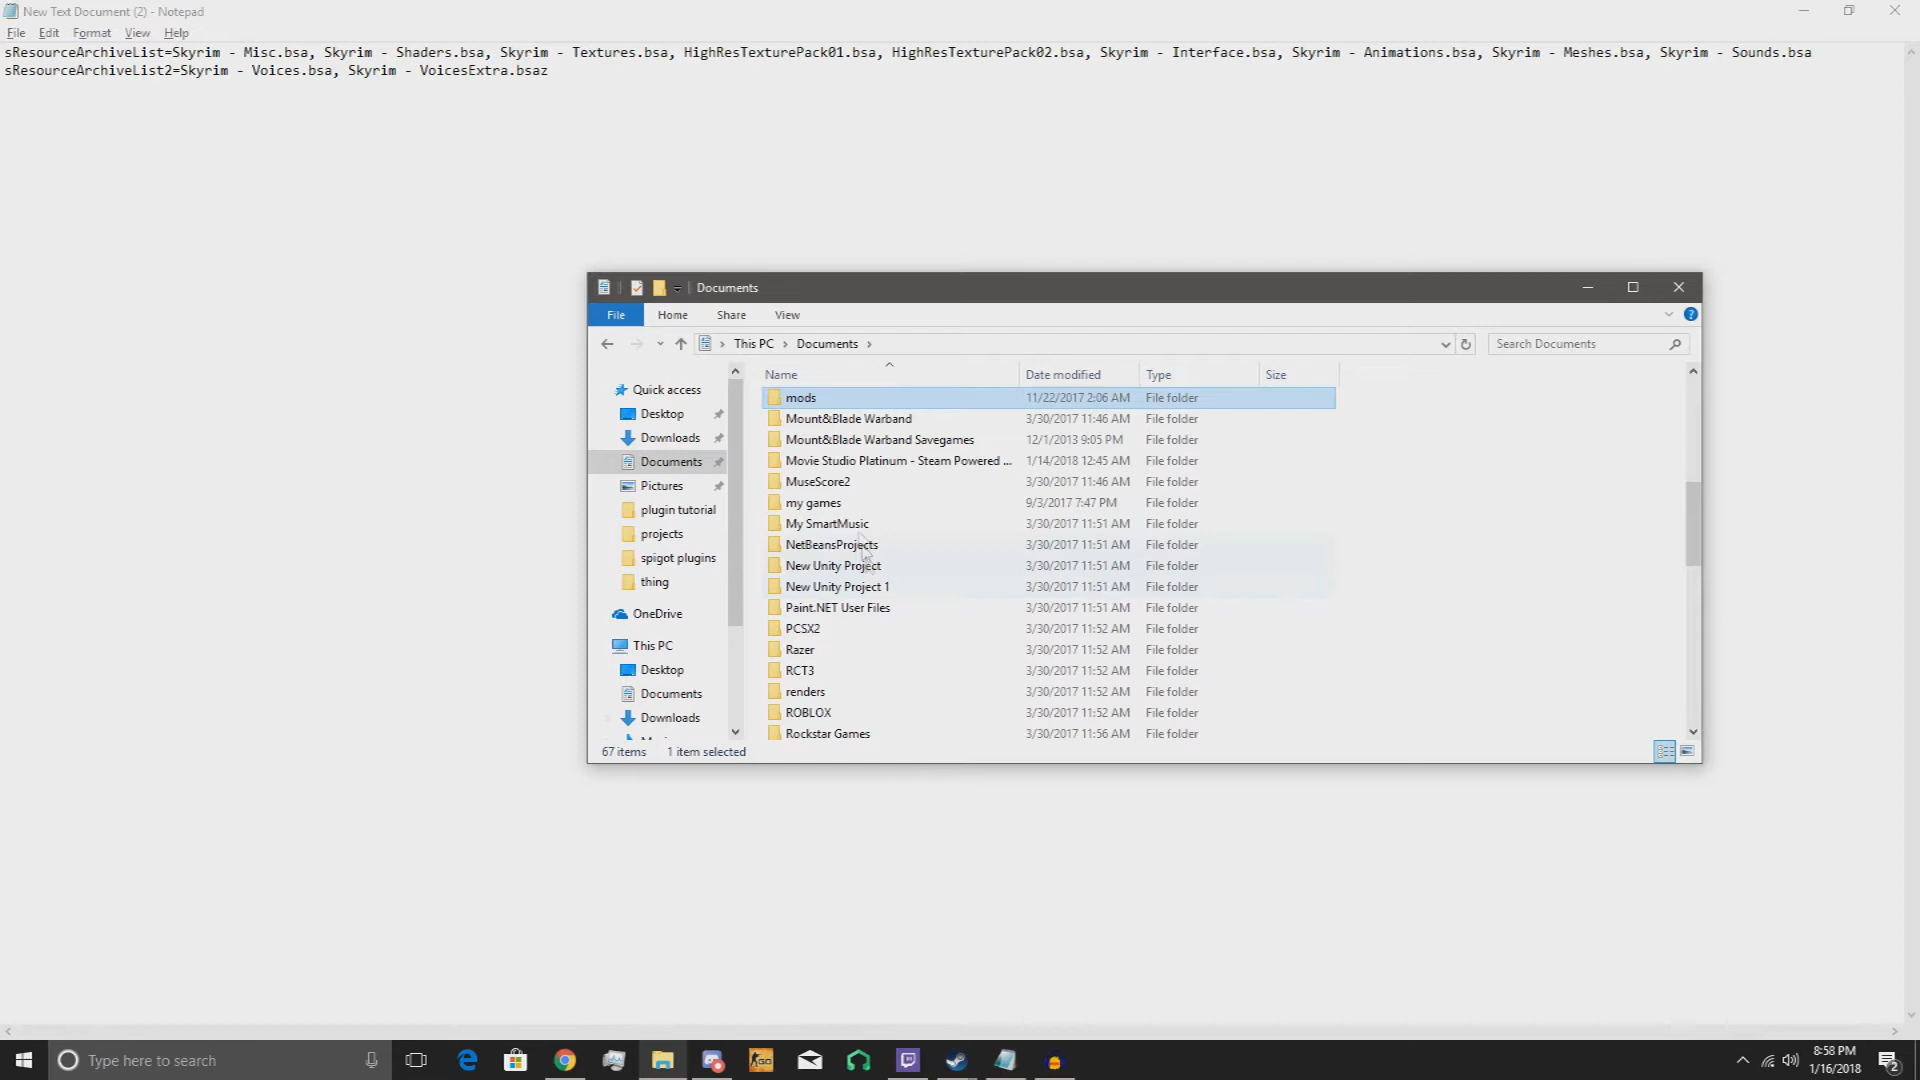 New Text Document (2) - Notepad
File Edit Format View Help
sResourceArchiveList=Skyrim - Misc.bsa, Skyrim - Shaders.bsa, Skyrim - Textures.bsa, HighResTexturePack01.bsa, HighResTexturePack02.bsa, Skyrim - Interface.bsa, Skyrim - Animations.bsa, Skyrim - Meshes.bsa, Skyrim - Sounds.bsa
sResourceArchiveList2=Skyrim - Voices.bsa, Skyrim - VoicesExtra.bsaz
Documents
File Home Share View
This PC Documents
Search Documents
Quick access
Desktop
Downloads
Documents
Pictures
plugin tutorial
projects
spigot plugins
thing
OneDrive
This PC
Desktop
Documents
Downloads
Name Date modified Type Size
mods 11/22/2017 2:06 AM File folder
Mount&Blade Warband 3/30/2017 11:46 AM File folder
Mount&Blade Warband Savegames 12/1/2013 9:05 PM File folder
Movie Studio Platinum - Steam Powered ... 1/14/2018 12:45 AM File folder
MuseScore2 3/30/2017 11:46 AM File folder
my games 9/3/2017 7:47 PM File folder
My SmartMusic 3/30/2017 11:51 AM File folder
NetBeansProjects 3/30/2017 11:51 AM File folder
New Unity Project 3/30/2017 11:51 AM File folder
New Unity Project 1 3/30/2017 11:51 AM File folder
Paint.NET User Files 3/30/2017 11:51 AM File folder
PCSX2 3/30/2017 11:52 AM File folder
Razer 3/30/2017 11:52 AM File folder
RCT3 3/30/2017 11:52 AM File folder
renders 3/30/2017 11:52 AM File folder
ROBLOX 3/30/2017 11:52 AM File folder
Rockstar Games 3/30/2017 11:56 AM File folder
67 items 1 item selected
Type here to search
GO
8:58 PM
1/16/2018
2